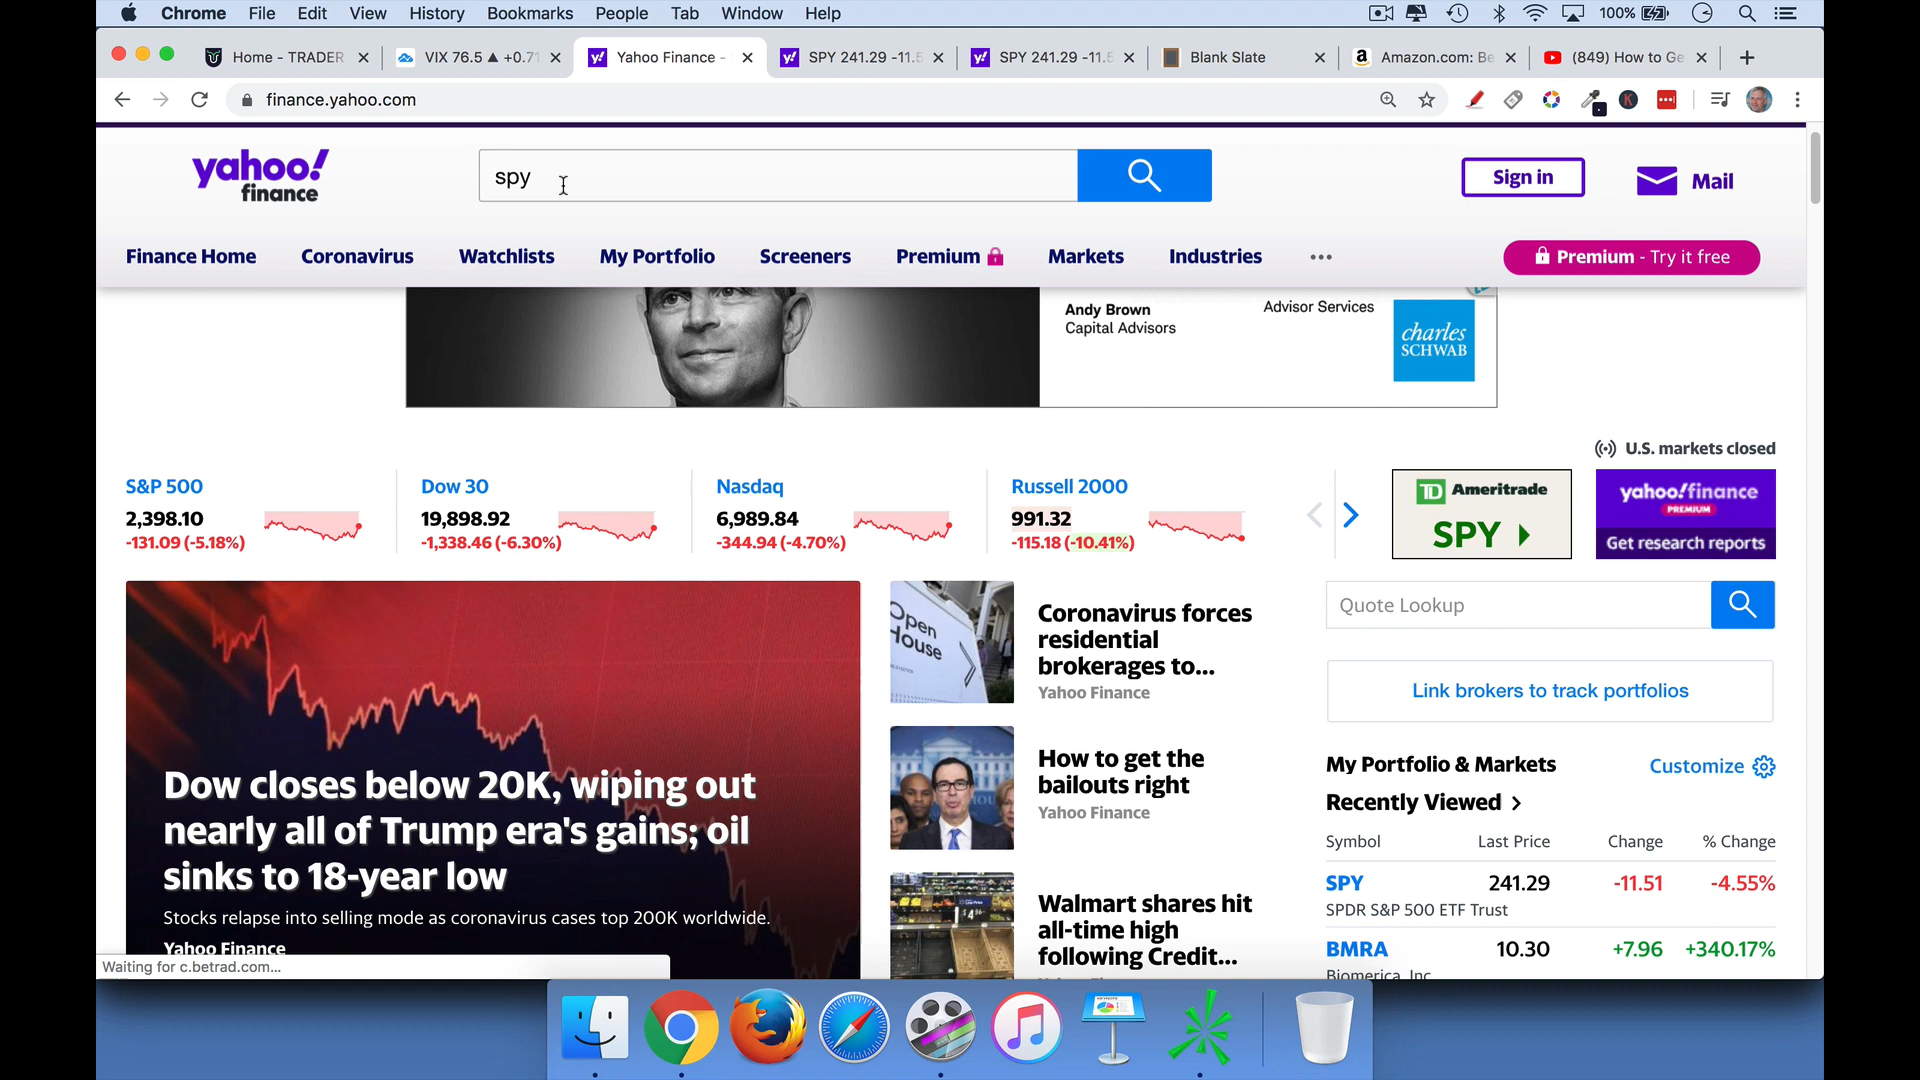 Chrome File Edit View History Bookmarks People Tab Window Help 100%
Home - TRADER VIX 76.5 ▲ +0.71 Yahoo Finance - SPY 241.29 -11.5 SPY 241.29 -11.5 Blank Slate Amazon.com: Be (849) How to Ge
finance.yahoo.com
yahoo!
finance
spy
Sign in
Mail
Finance Home Coronavirus Watchlists My Portfolio Screeners Premium Markets Industries ••• Premium - Try it free
Andy Brown
Capital Advisors
Advisor Services
charles
SCHWAB
U.S. markets closed
S&P 500
2,398.10
-131.09 (-5.18%)
Dow 30
19,898.92
-1,338.46 (-6.30%)
Nasdaq
6,989.84
-344.94 (-4.70%)
Russell 2000
991.32
-115.18 (-10.41%)
TD Ameritrade
SPY
yahoo!finance
PREMIUM
Get research reports
Dow closes below 20K, wiping out
nearly all of Trump era's gains; oil
sinks to 18-year low
Stocks relapse into selling mode as coronavirus cases top 200K worldwide.
Yahoo Finance
Open
House
Coronavirus forces
residential
brokerages to...
Yahoo Finance
How to get the
bailouts right
Yahoo Finance
Walmart shares hit
all-time high
following Credit...
Quote Lookup
Link brokers to track portfolios
My Portfolio & Markets
Customize
Recently Viewed >
Symbol Last Price Change % Change
SPY 241.29 -11.51 -4.55%
SPDR S&P 500 ETF Trust
BMRA 10.30 +7.96 +340.17%
Biomerica, Inc.
Waiting for c.betrad.com...